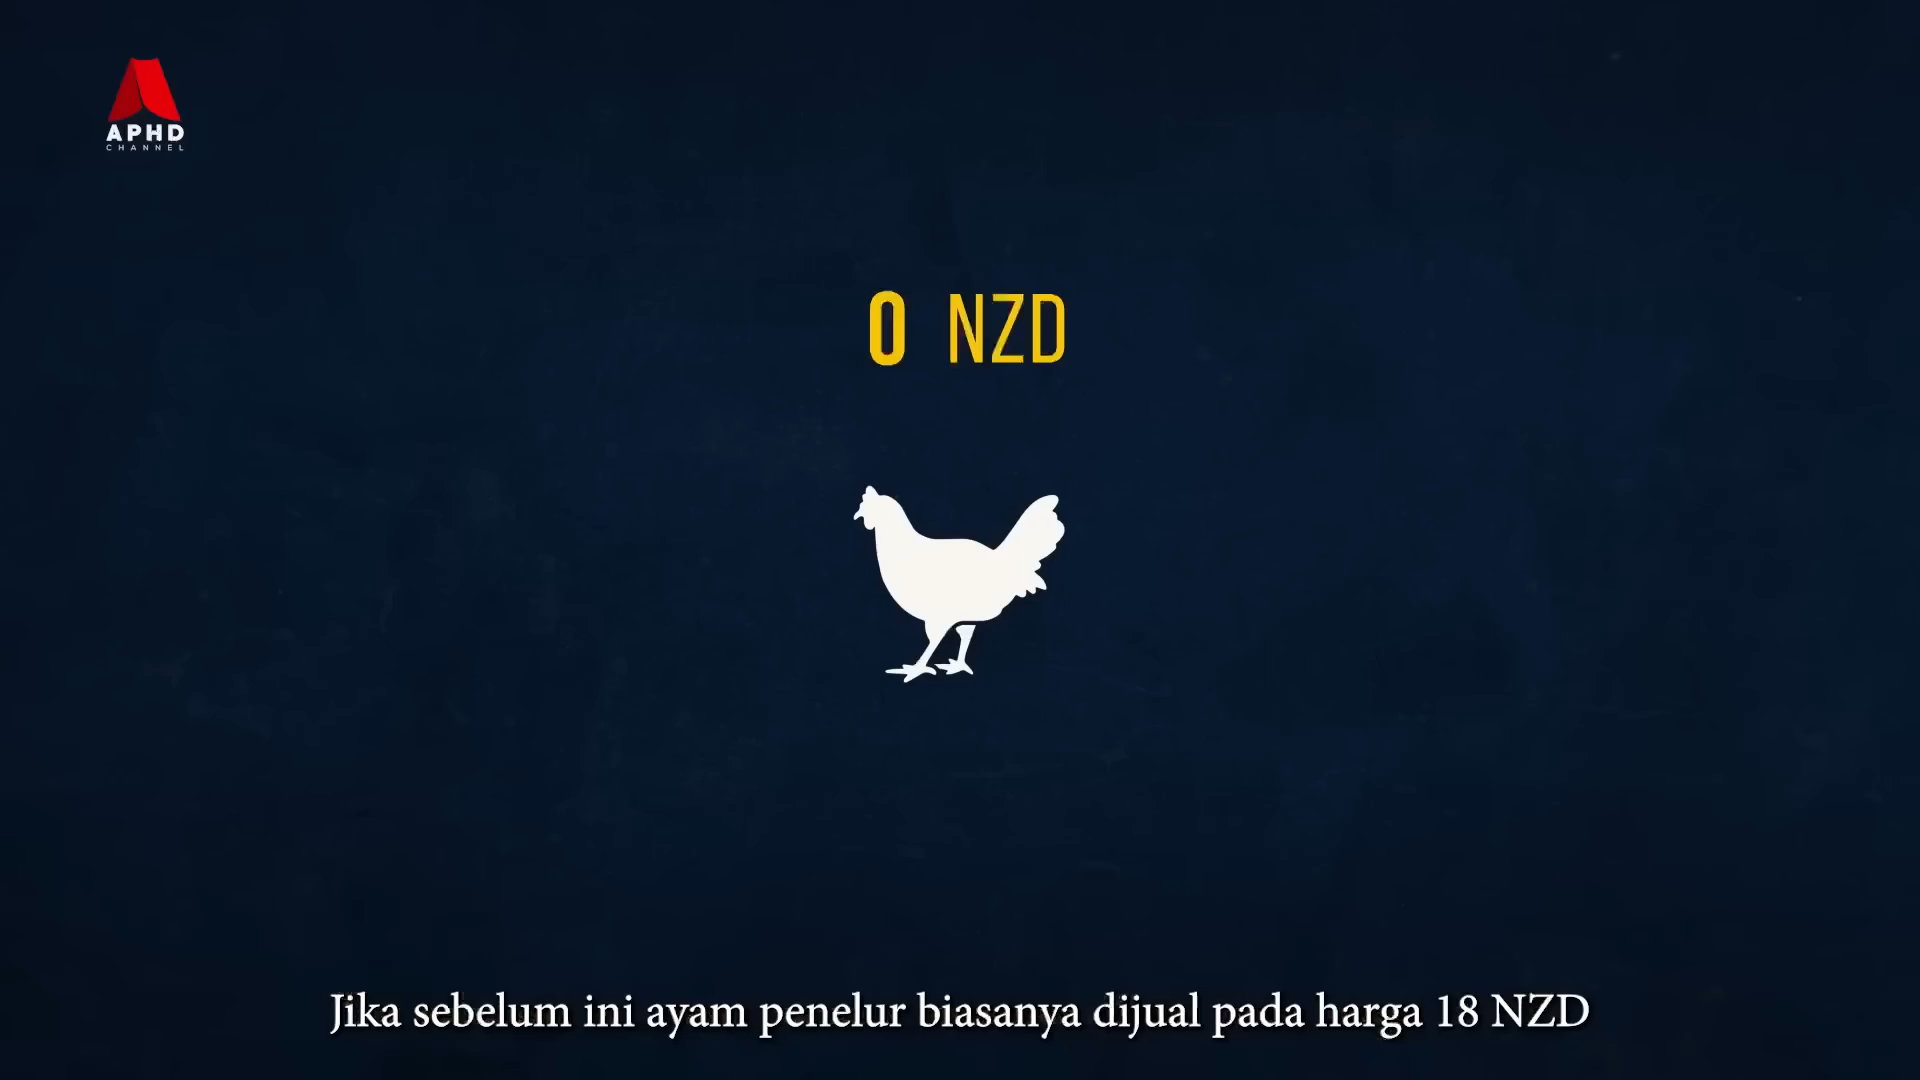 APHD
CHANNEL
0 NZD
Jika sebelum ini ayam penelur biasanya dijual pada harga 18 NZD